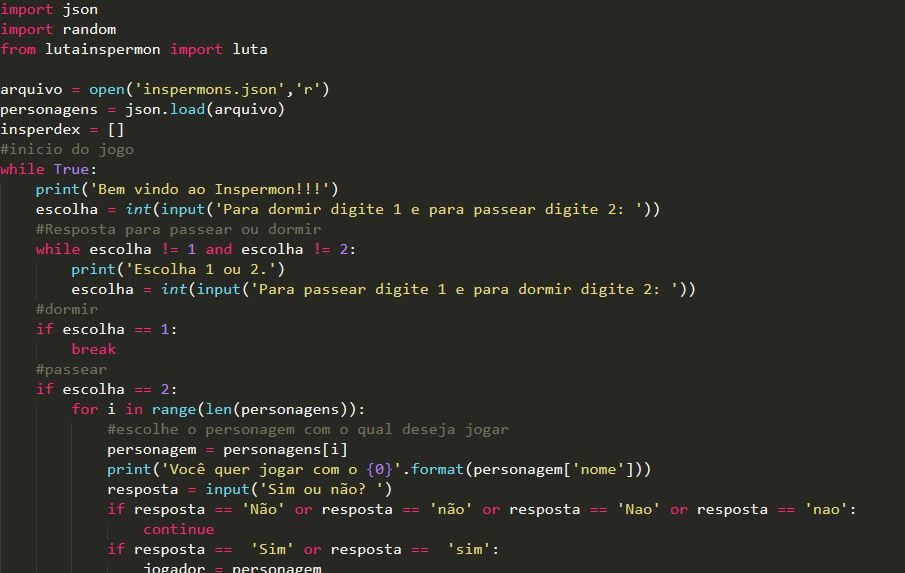 import json
import random
from lutainspermon import luta

arquivo = open('inspermons.json','r')
personagens = json.load(arquivo)
insperdex = []
#inicio do jogo
while True:
    print('Bem vindo ao Inspermon!!!')
    escolha = int(input('Para dormir digite 1 e para passear digite 2: '))
    #Resposta para passear ou dormir
    while escolha != 1 and escolha != 2:
        print('Escolha 1 ou 2.')
        escolha = int(input('Para passear digite 1 e para dormir digite 2: '))
    #dormir
    if escolha == 1:
        break
    #passear
    if escolha == 2:
        for i in range(len(personagens)):
            #escolhe o personagem com o qual deseja jogar
            personagem = personagens[i]
            print('Você quer jogar com o {0}'.format(personagem['nome']))
            resposta = input('Sim ou não? ')
            if resposta == 'Não' or resposta == 'não' or resposta == 'Nao' or resposta == 'nao':
                continue
            if resposta ==  'Sim' or resposta ==  'sim':
                jogador = personagem